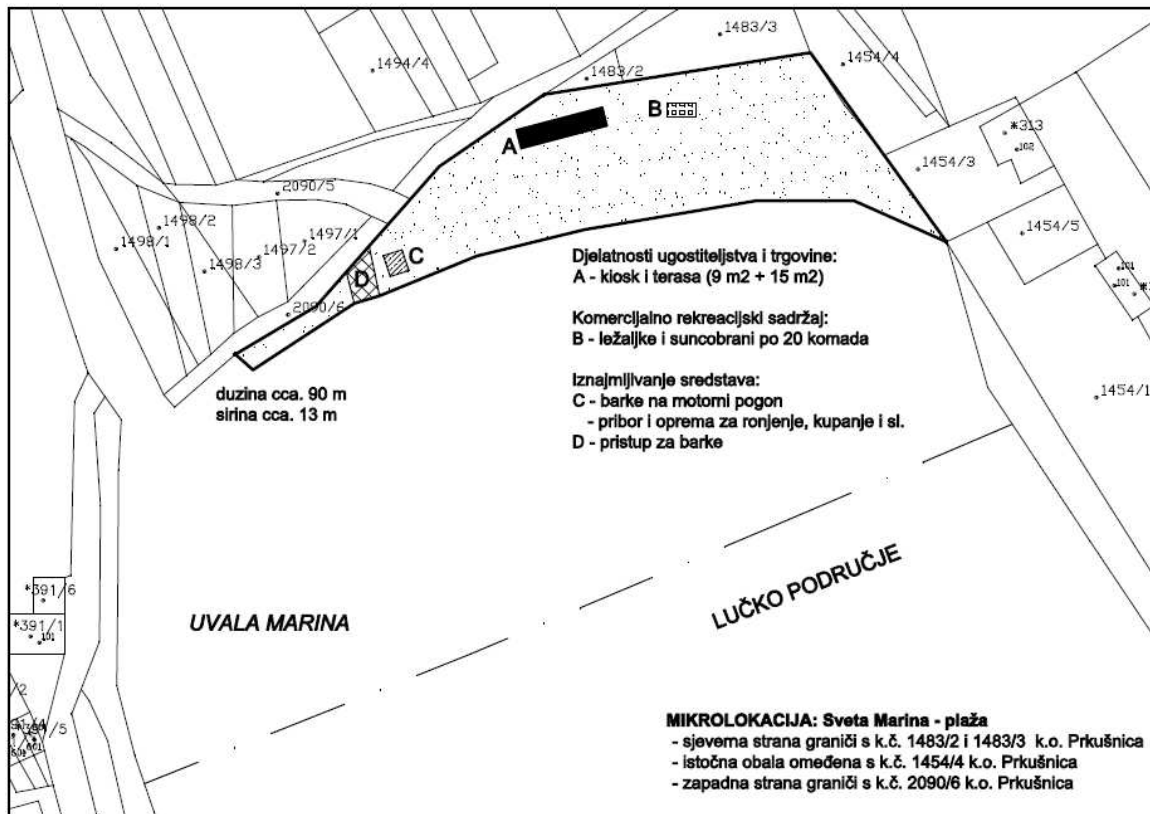 1483/3
1494/4
1454/4
1483/2
B
*313
102
A
1454/3
2090/5
1498/2
1454/5
1497/1
1498/1
1497/2
C
1498/3
D
101
101
2090/6
Djelatnosti ugostiteljstva i trgovine:
A - kiosk i terasa (9 m2 + 15 m2)
Komercijalno rekreacijski sadržaj:
B - ležaljke i suncobrani po 20 komada
Iznajmljivanje sredstava:
C - barke na motorni pogon
- pribor i oprema za ronjenje, kupanje i sl.
D - pristup za barke
duzina cca. 90 m
sirina cca. 13 m
1454/1
LUČKO PODRUČJE
*391/6
*391/1
101
UVALA MARINA
/2
601
601
MIKROLOKACIJA: Sveta Marina - plaža
- sjeverna strana graniči s k.č. 1483/2 i 1483/3 k.o. Prkušnica
- istočna obala omeđena s k.č. 1454/4 k.o. Prkušnica
- zapadna strana graniči s k.č. 2090/6 k.o. Prkušnica